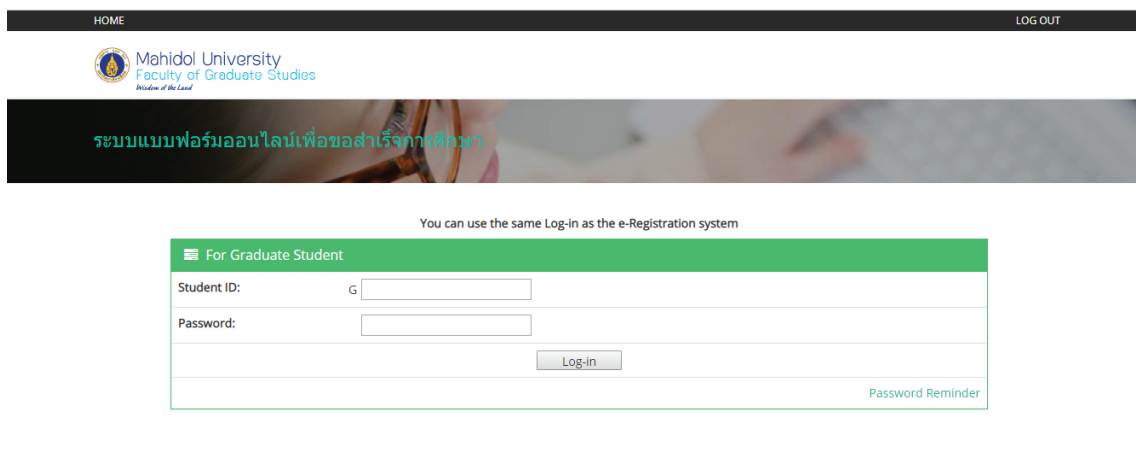 HOME LOG OUT
Mahidol University
Faculty of Graduate Studies
Wisdom of the Land
ระบบแบบฟอร์มออนไลน์เพื่อขอสำเร็จการศึกษา
You can use the same Log-in as the e-Registration system
For Graduate Student
Student ID: G
Password:
Log-in
Password Reminder